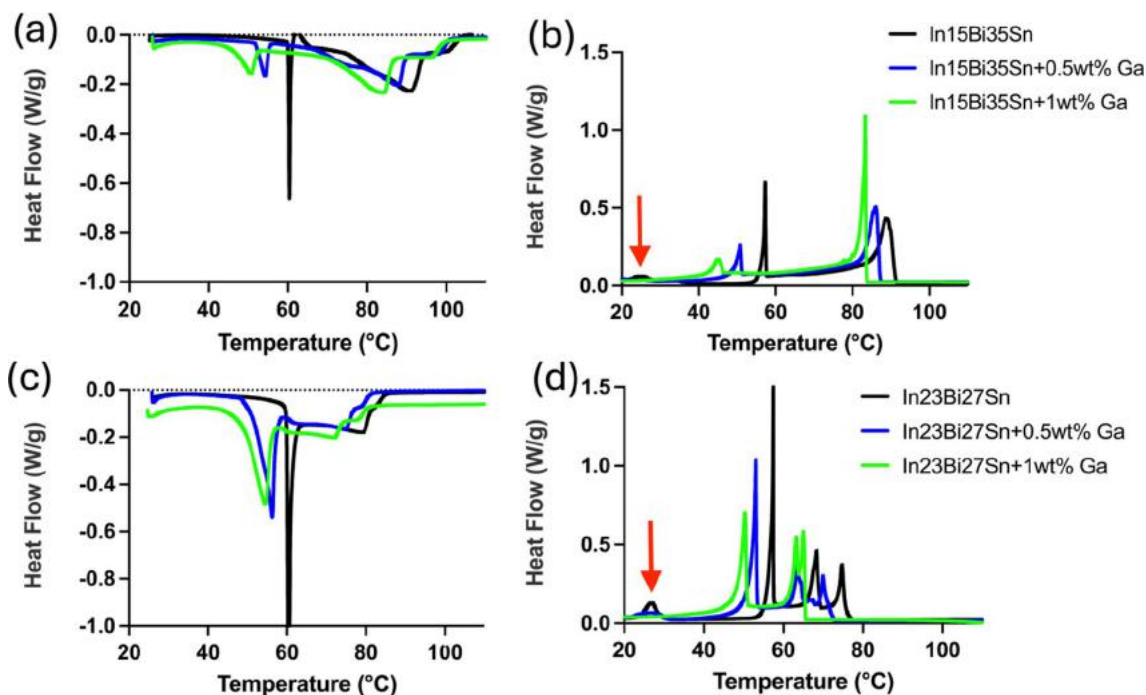 (a)
0.0
-0.2
-0.4
-0.6
-0.8
-1.0
20 40 60 80 100
Heat Flow (W/g)
Temperature (°C)
(b)
1.5
1.0
0.5
0.0
20 40 60 80 100
Heat Flow (W/g)
Temperature (°C)
In15Bi35Sn
In15Bi35Sn+0.5wt% Ga
In15Bi35Sn+1wt% Ga
(c)
0.0
-0.2
-0.4
-0.6
-0.8
-1.0
20 40 60 80 100
Heat Flow (W/g)
Temperature (°C)
(d)
1.5
1.0
0.5
0.0
20 40 60 80 100
Heat Flow (W/g)
Temperature (°C)
In23Bi27Sn
In23Bi27Sn+0.5wt% Ga
In23Bi27Sn+1wt% Ga